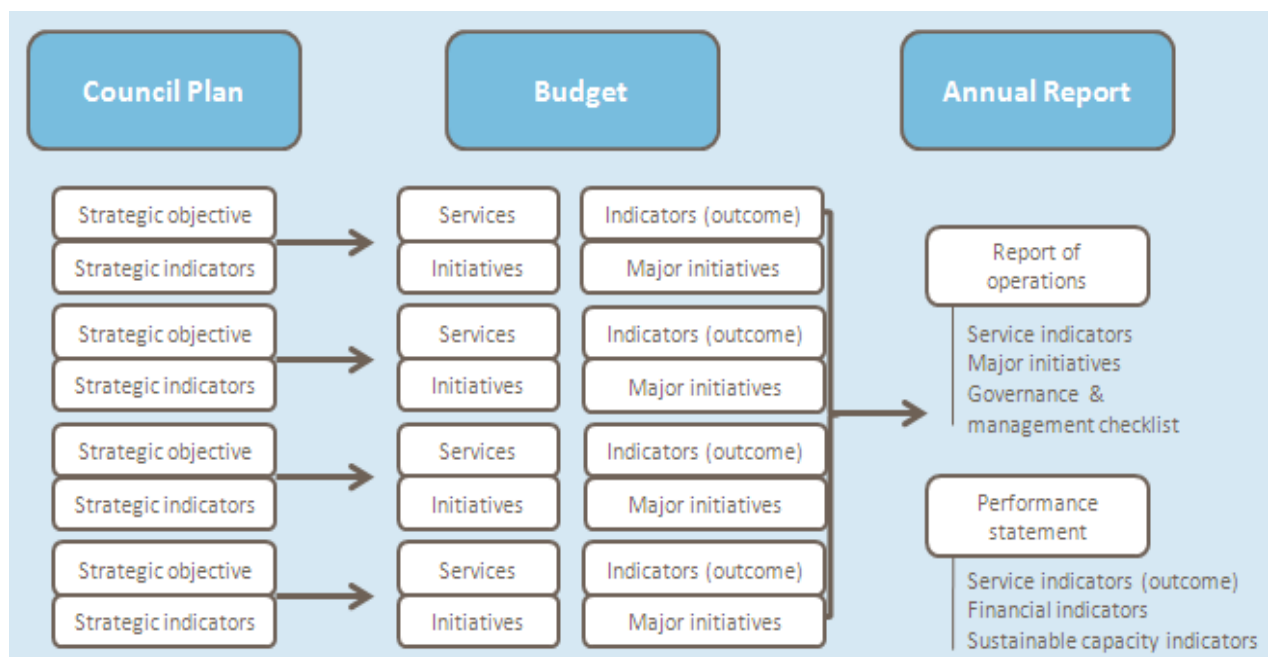 Council Plan
Budget
Annual Report
Strategic objective
Strategic indicators
Strategic objective
Strategic indicators
Strategic objective
Strategic indicators
Strategic objective
Strategic indicators
Services
Indicators (outcome)
Initiatives
Major initiatives
Services
Indicators (outcome)
Initiatives
Major initiatives
Services
Indicators (outcome)
Initiatives
Major initiatives
Services
Indicators (outcome)
Initiatives
Major initiatives
Report of
operations
Service indicators
Major initiatives
Governance &
management checklist
Performance
statement
Service indicators (outcome)
Financial indicators
Sustainable capacity indicators